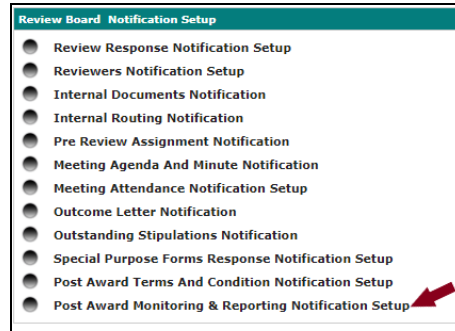 Review Board Notification Setup
Review Response Notification Setup
Reviewers Notification Setup
Internal Documents Notification
Internal Routing Notification
Pre Review Assignment Notification
Meeting Agenda And Minute Notification
Meeting Attendance Notification Setup
Outcome Letter Notification
Outstanding Stipulations Notification
Special Purpose Forms Response Notification Setup
Post Award Terms And Condition Notification Setup
Post Award Monitoring & Reporting Notification Setup